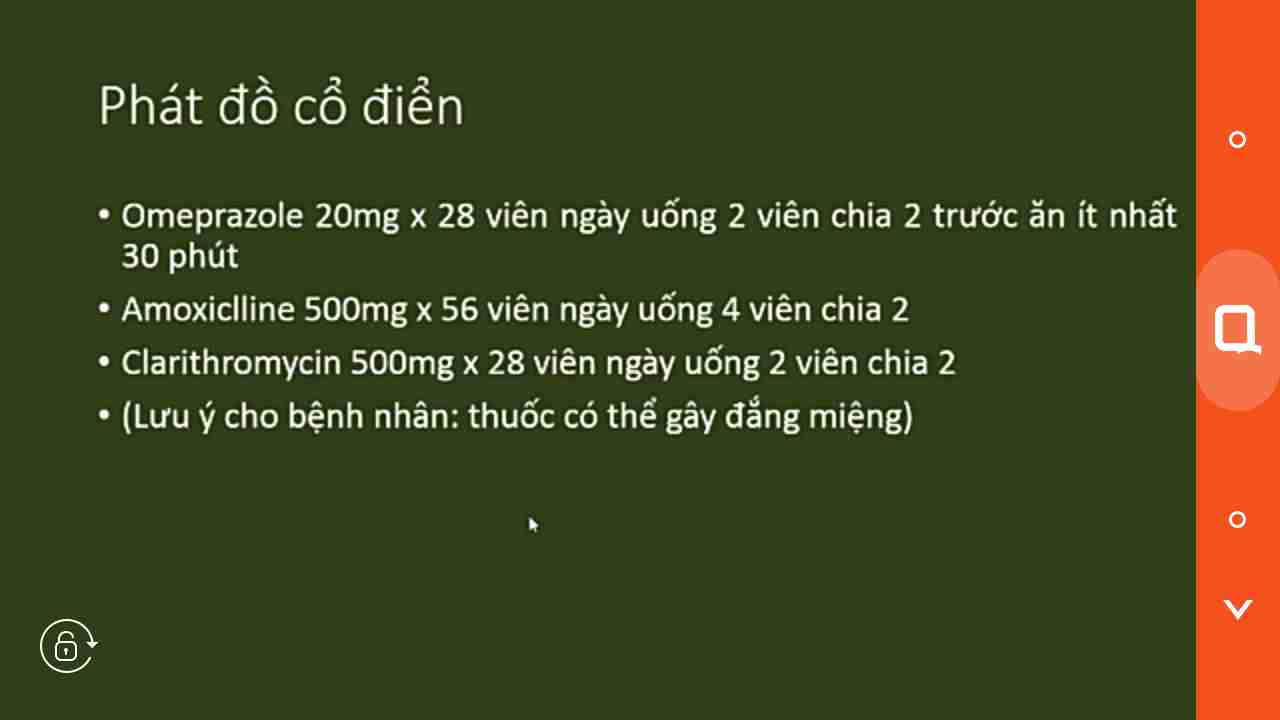 Phát đồ cổ điển
• Omeprazole 20mg x 28 viên ngày uống 2 viên chia 2 trước ăn ít nhất
30 phút
• Amoxiclline 500mg x 56 viên ngày uống 4 viên chia 2
• Clarithromycin 500mg x 28 viên ngày uống 2 viên chia 2
• (Lưu ý cho bệnh nhân: thuốc có thể gây đắng miệng)